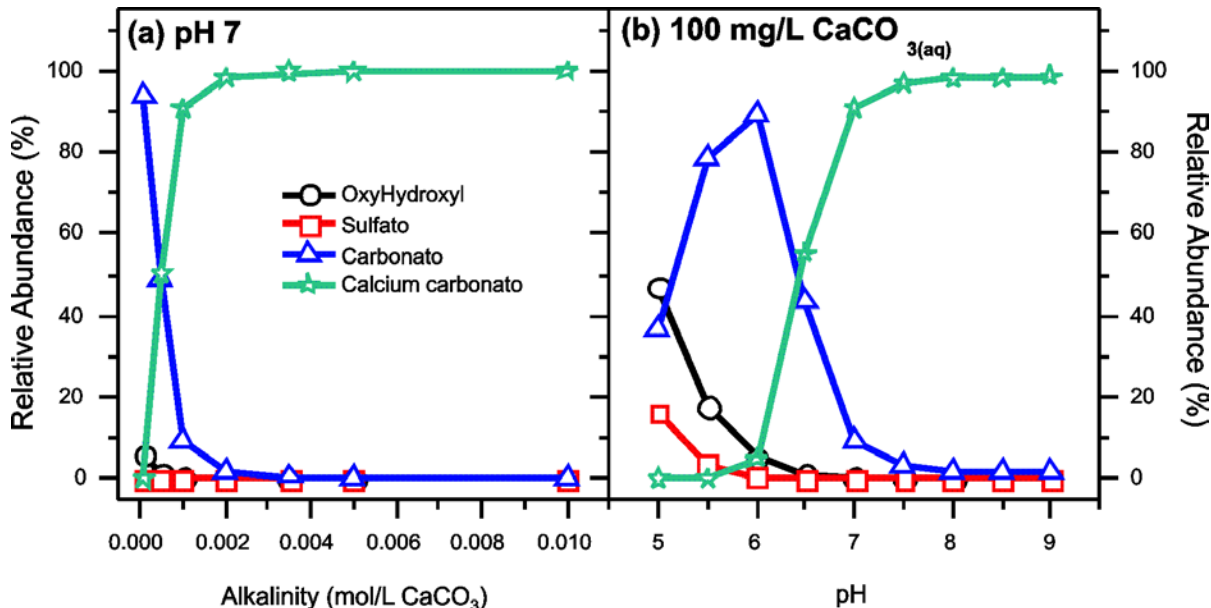 (a) pH 7
(b) 100 mg/L CaCO3(aq)
Relative Abundance (%)
100
80
60
40
20
0
OxyHydroxyl
Sulfato
Carbonato
Calcium carbonato
0.000
0.002
0.004
0.006
0.008
0.010
Alkalinity (mol/L CaCO3)
5
6
7
8
9
pH
100
80
60
40
20
0
Relative Abundance (%)